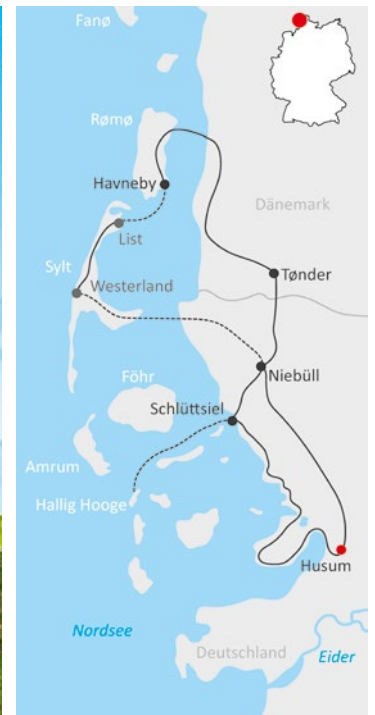 Fanø
Rømø
Havneby
Dänemark
List
Sylt
Tønder
Westerland
Niebüll
Föhr
Schlüttsiel
Amrum
Hallig Hooge
Husum
Nordsee
Deutschland
Eider